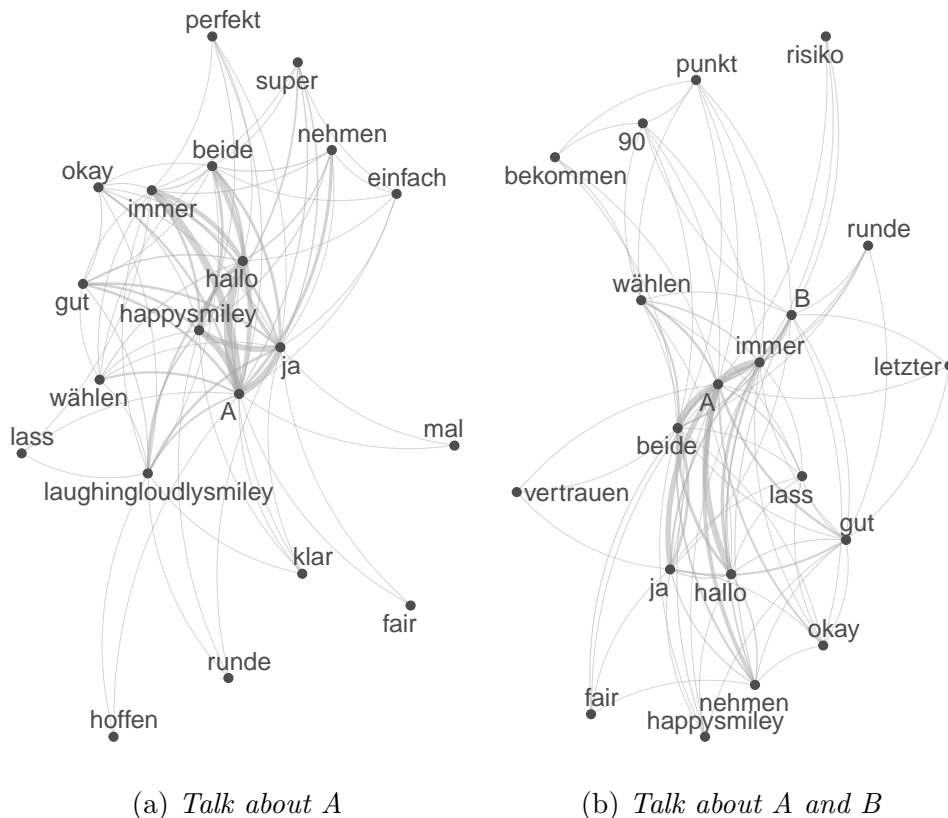 perfekt
super
nehmen
beide
okay
einfach
immer
hallo
gut
happysmiley
ja
wählen
A
lass
mal
laughingloudlysmiley
klar
fair
runde
hoffen
(a) Talk about A
risiko
punkt
90
bekommen
runde
wählen
B
immer
letzter
A
beide
vertrauen
lass
gut
ja
hallo
okay
fair
nehmen
happysmiley
(b) Talk about A and B